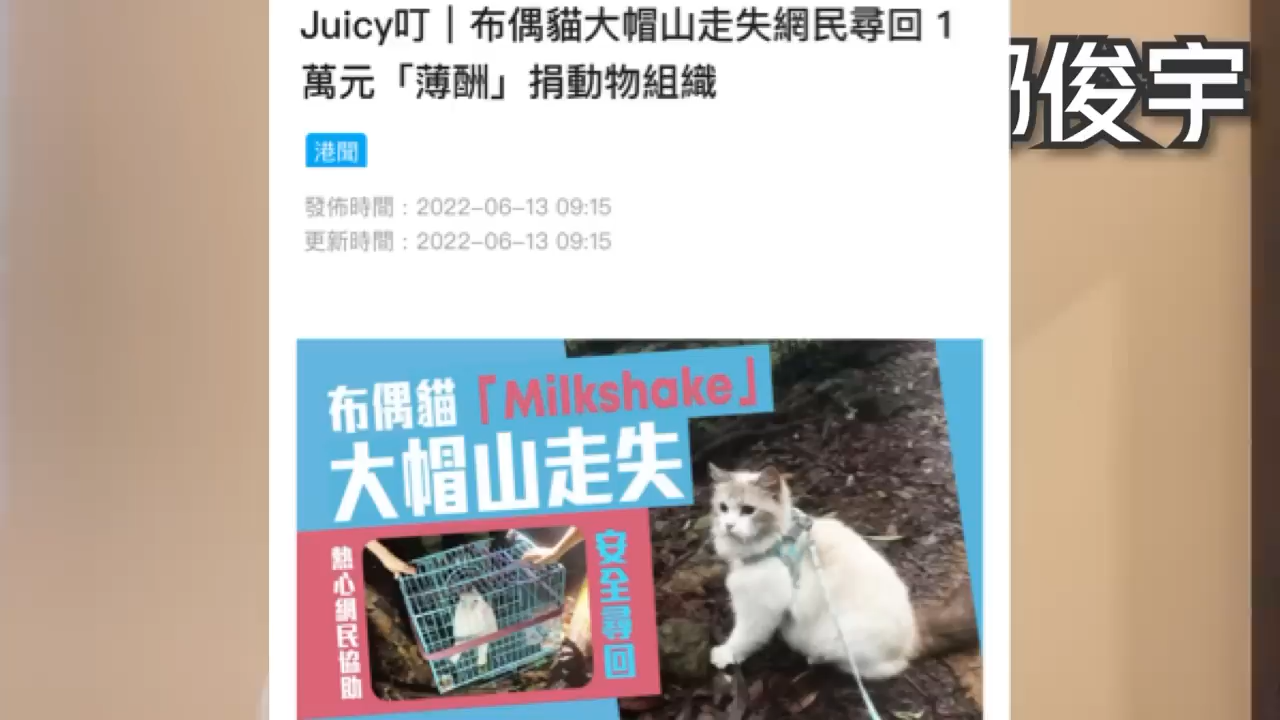 Juicy叮｜布偶貓大帽山走失網民尋回 1
萬元「薄酬」捐動物組織
俊宇
港聞
發佈時間：2022-06-13 09:15
更新時間：2022-06-13 09:15
布偶貓「Milkshake」
大帽山走失
熱心網民協助
安全尋回